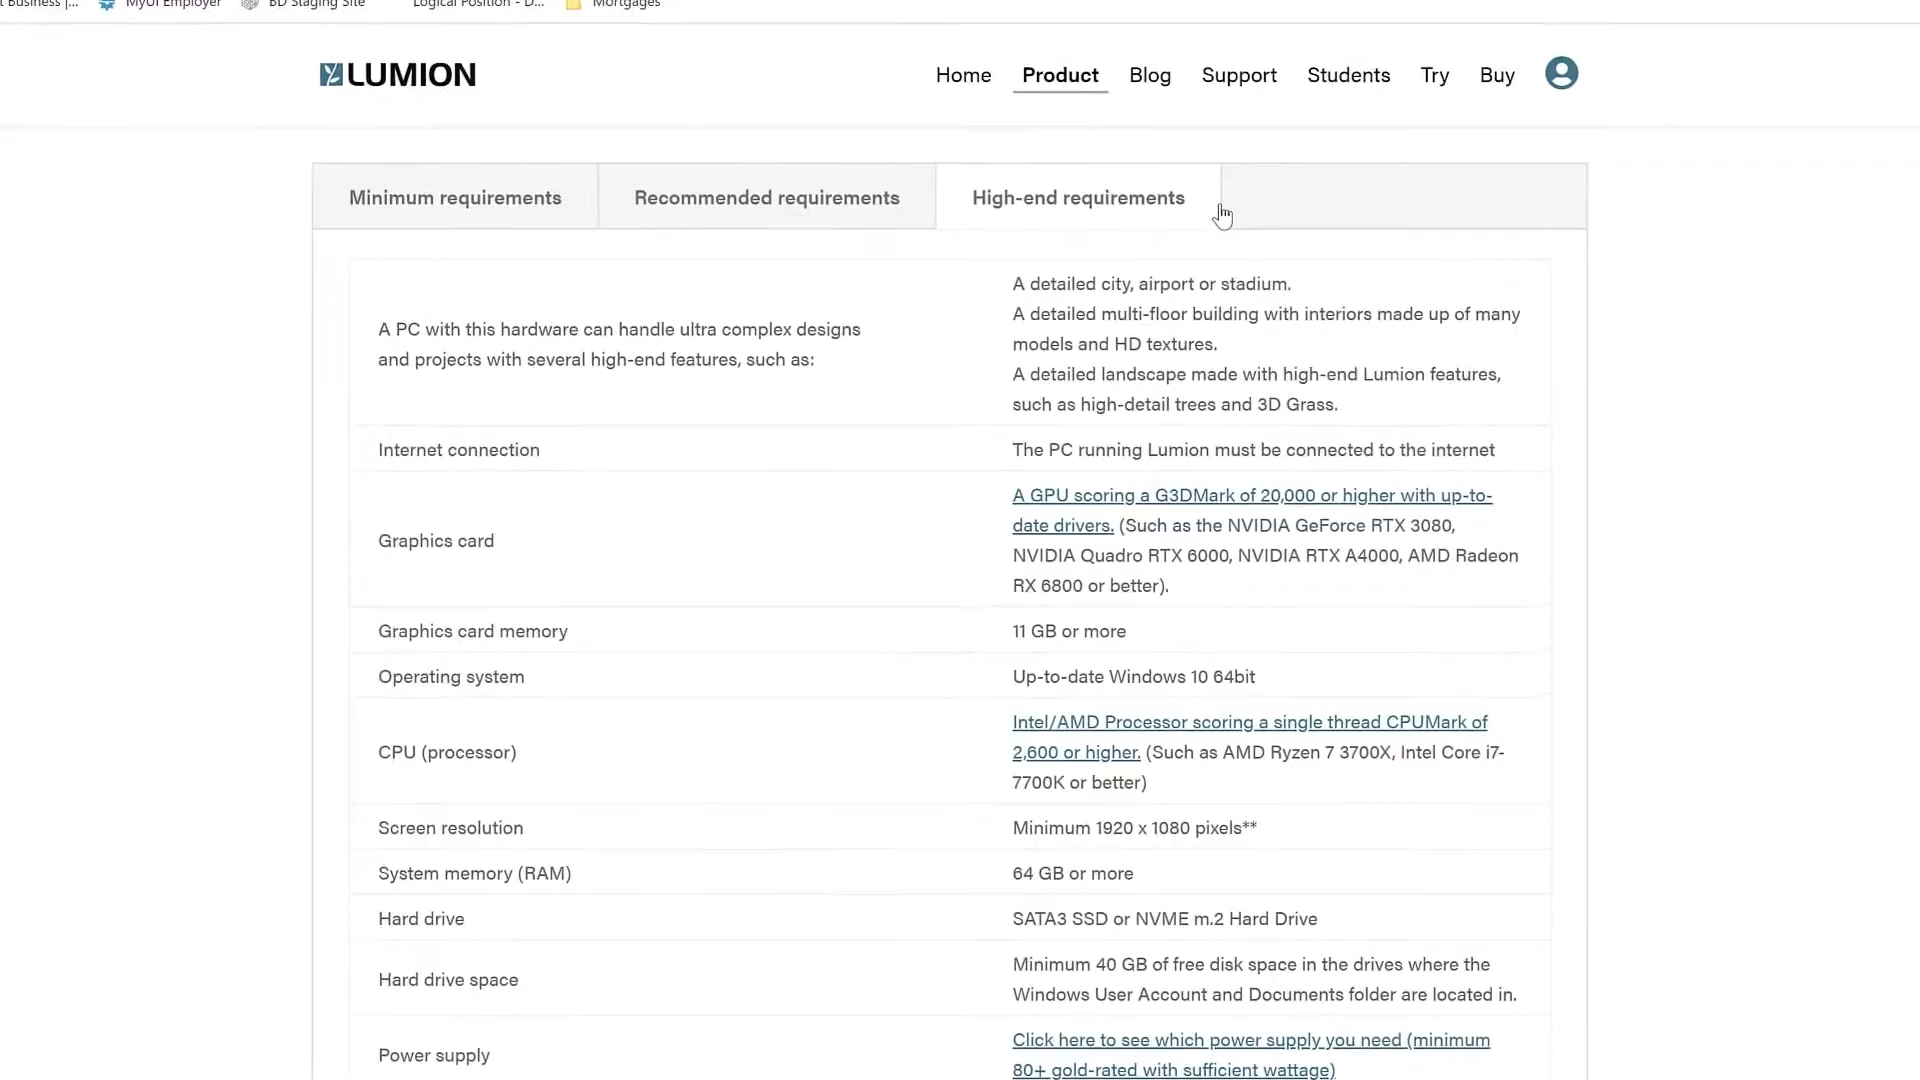 t Business |... MyUI Employer BD Staging Site Logical Position - D... Mortgages
LUMION
Home Product Blog Support Students Try Buy
Minimum requirements Recommended requirements High-end requirements
A PC with this hardware can handle ultra complex designs
and projects with several high-end features, such as:
A detailed city, airport or stadium.
A detailed multi-floor building with interiors made up of many
models and HD textures.
A detailed landscape made with high-end Lumion features,
such as high-detail trees and 3D Grass.
Internet connection
The PC running Lumion must be connected to the internet
Graphics card
A GPU scoring a G3DMark of 20,000 or higher with up-to-
date drivers. (Such as the NVIDIA GeForce RTX 3080,
NVIDIA Quadro RTX 6000, NVIDIA RTX A4000, AMD Radeon
RX 6800 or better).
Graphics card memory
11 GB or more
Operating system
Up-to-date Windows 10 64bit
CPU (processor)
Intel/AMD Processor scoring a single thread CPUMark of
2,600 or higher. (Such as AMD Ryzen 7 3700X, Intel Core i7-
7700K or better)
Screen resolution
Minimum 1920 x 1080 pixels**
System memory (RAM)
64 GB or more
Hard drive
SATA3 SSD or NVME m.2 Hard Drive
Hard drive space
Minimum 40 GB of free disk space in the drives where the
Windows User Account and Documents folder are located in.
Power supply
Click here to see which power supply you need (minimum
80+ gold-rated with sufficient wattage)